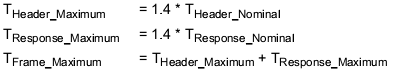 THeader_Maximum = 1.4 * THeader_Nominal
TResponse_Maximum = 1.4 * TResponse_Nominal
TFrame_Maximum = THeader_Maximum + TResponse_Maximum